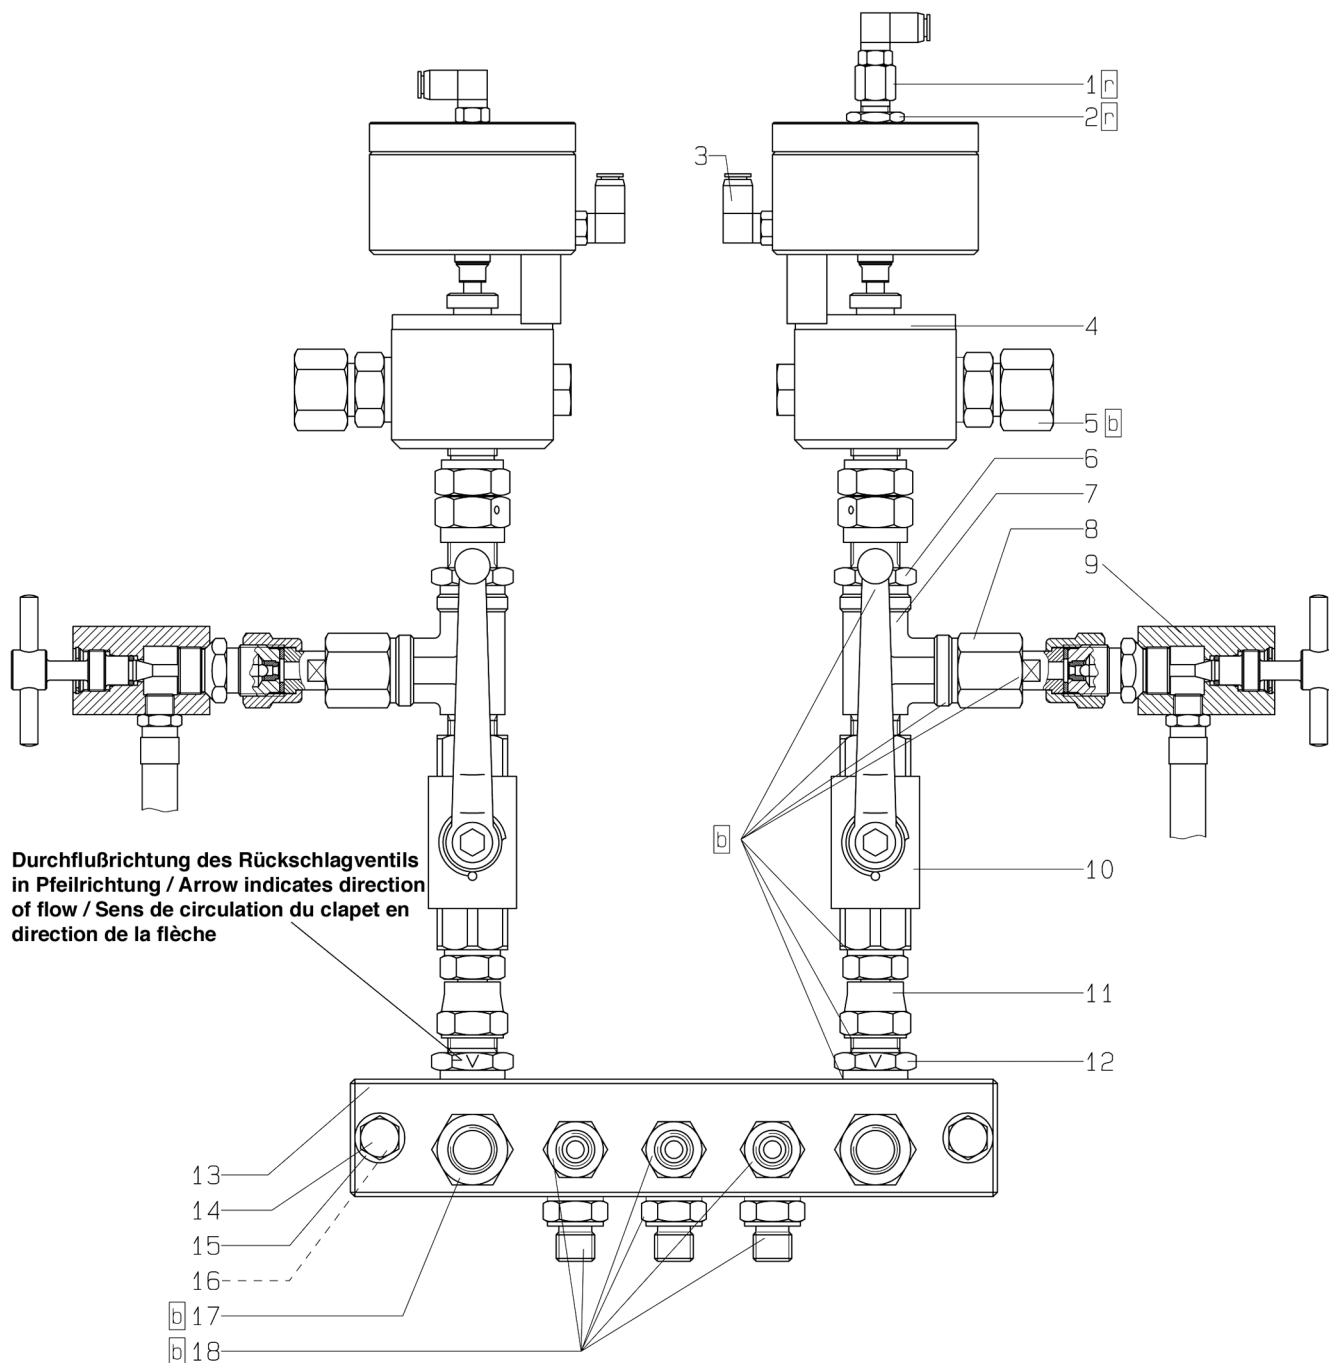 1 r
2 r
3
4
5 b
6
7
8
9
b
Durchflußrichtung des Rückschlagventils
in Pfeilrichtung / Arrow indicates direction
of flow / Sens de circulation du clapet en
direction de la flèche
10
11
12
13
14
15
16
b 17
b 18